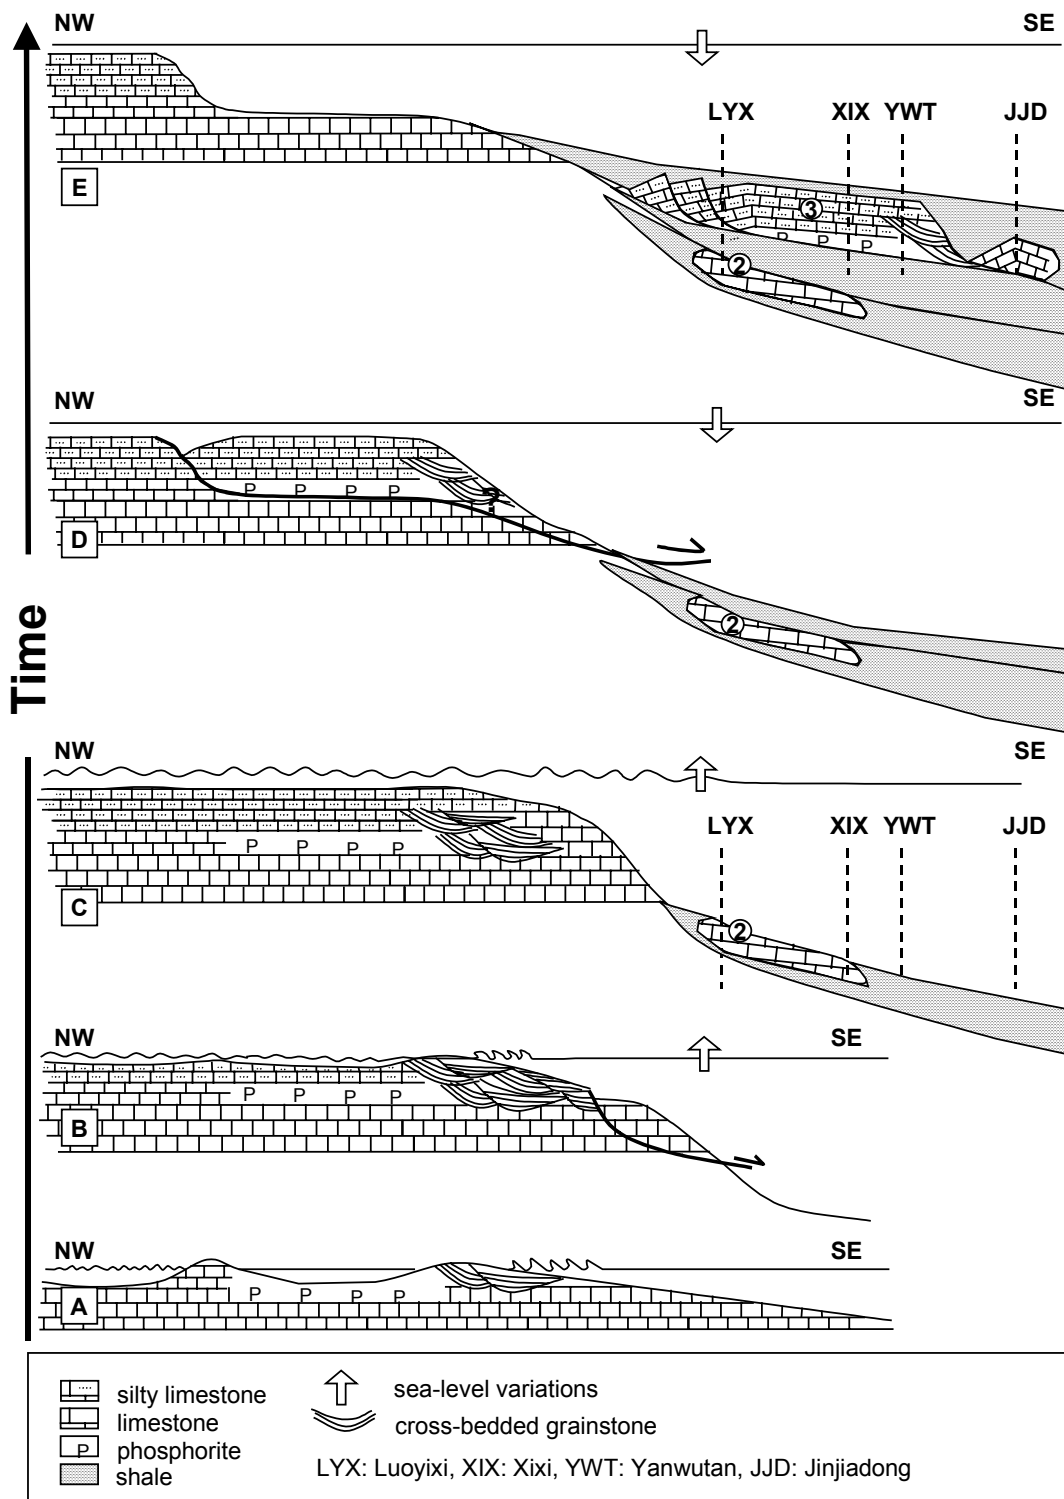 NW SE
LYX XIX YWT JJD
E
3
P P P
2
NW SE
P P P P
?
D
2
Time
NW SE
LYX XIX YWT JJD
P P P P
C
2
NW SE
P P P P
B
NW SE
P P P P
A
silty limestone
limestone
P phosphorite
shale
sea-level variations
cross-bedded grainstone
LYX: Luoyixi, XIX: Xixi, YWT: Yanwutan, JJD: Jinjiadong